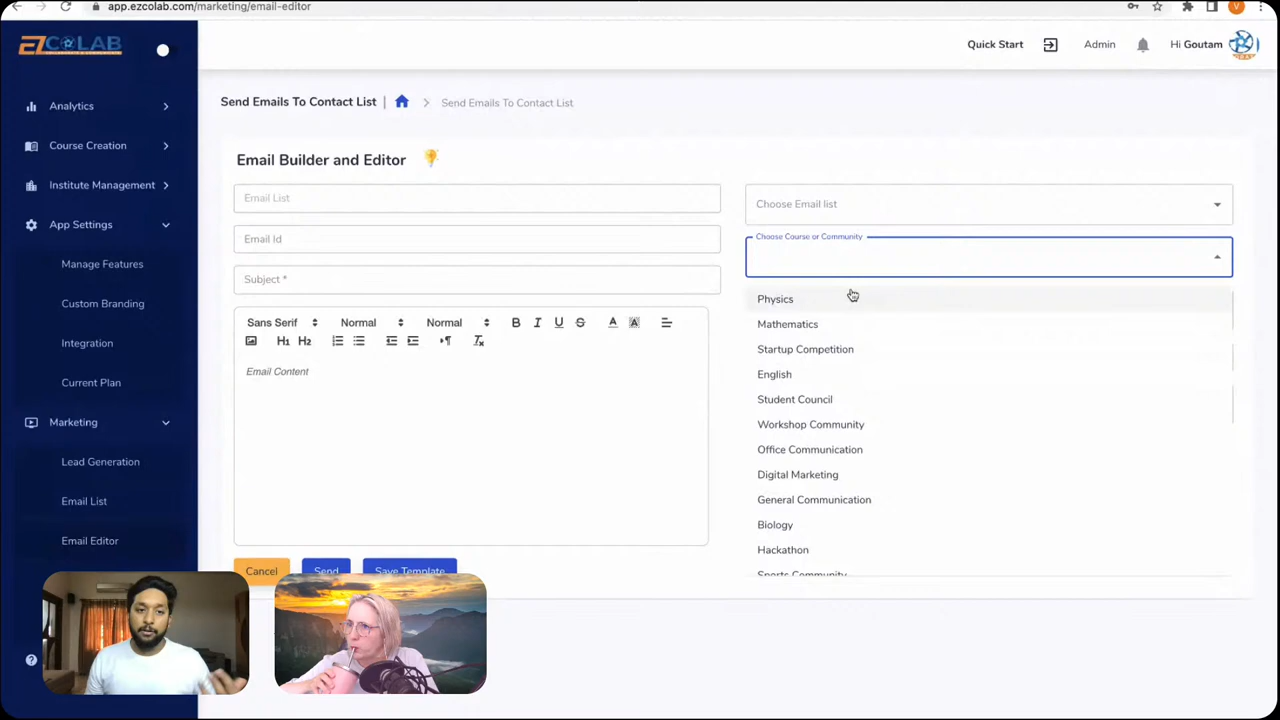 app.ezcolab.com/marketing/email-editor
V
EZCOLAB
Quick Start
Admin
Hi Goutam
Analytics
Course Creation
Institute Management
App Settings
Manage Features
Custom Branding
Integration
Current Plan
Marketing
Lead Generation
Email List
Email Editor
Send Emails To Contact List |
Send Emails To Contact List
Email Builder and Editor
Email List
Email Id
Subject *
Sans Serif
Normal
Normal
B I U S A A
H1 H2
Email Content
Cancel
Send
Save Template
Choose Email list
Choose Course or Community
Physics
Mathematics
Startup Competition
English
Student Council
Workshop Community
Office Communication
Digital Marketing
General Communication
Biology
Hackathon
Sports Community